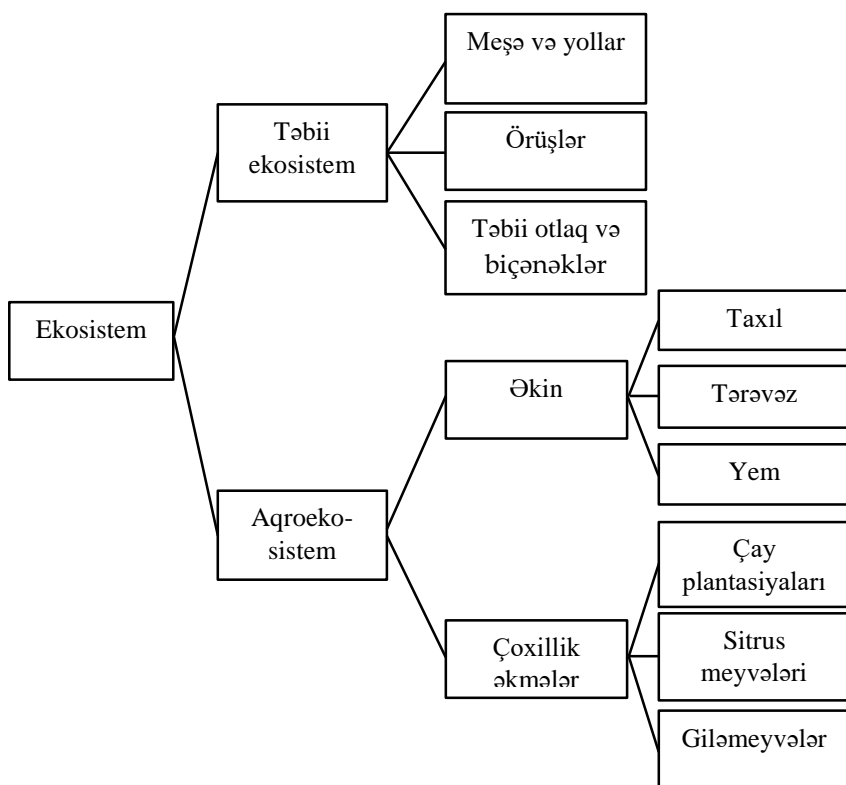 Meşə və yollar
Təbii
ekosistem
Örüşlər
Təbii otlaq və
biçənəklər
Ekosistem
Taxıl
Əkin
Tərəvəz
Yem
Aqroeko-
sistem
Çay
plantasiyaları
Çoxillik
əkmələr
Sitrus
meyvələri
Giləmeyvələr